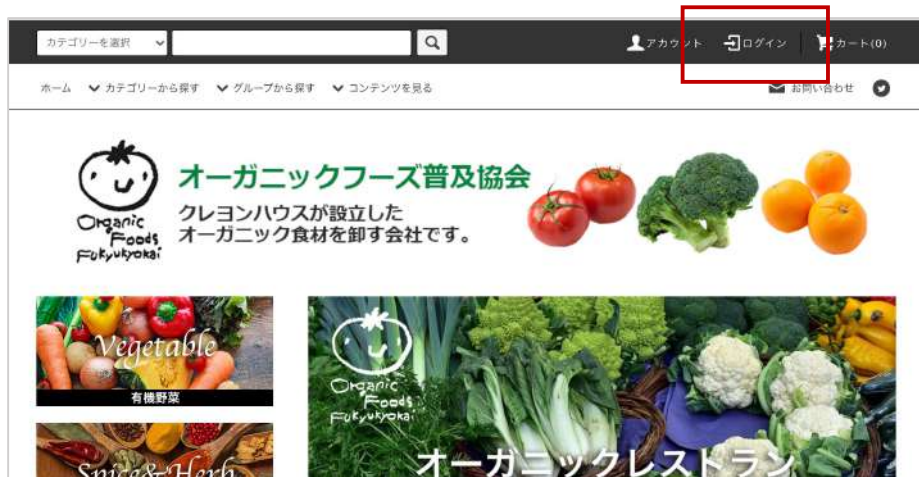 カテゴリーを選択
アカウント
ログイン
カート(0)
ホーム
カテゴリーから探す
グループから探す
コンテンツを見る
お問い合わせ
Organic
Foods
Fukyukyokai
オーガニックフーズ普及協会
クレヨンハウスが設立した
オーガニック食材を卸す会社です。
Vegetable
有機野菜
Spice&Herb
Organic
Foods
Fukyukyokai
オーガニックレストラン